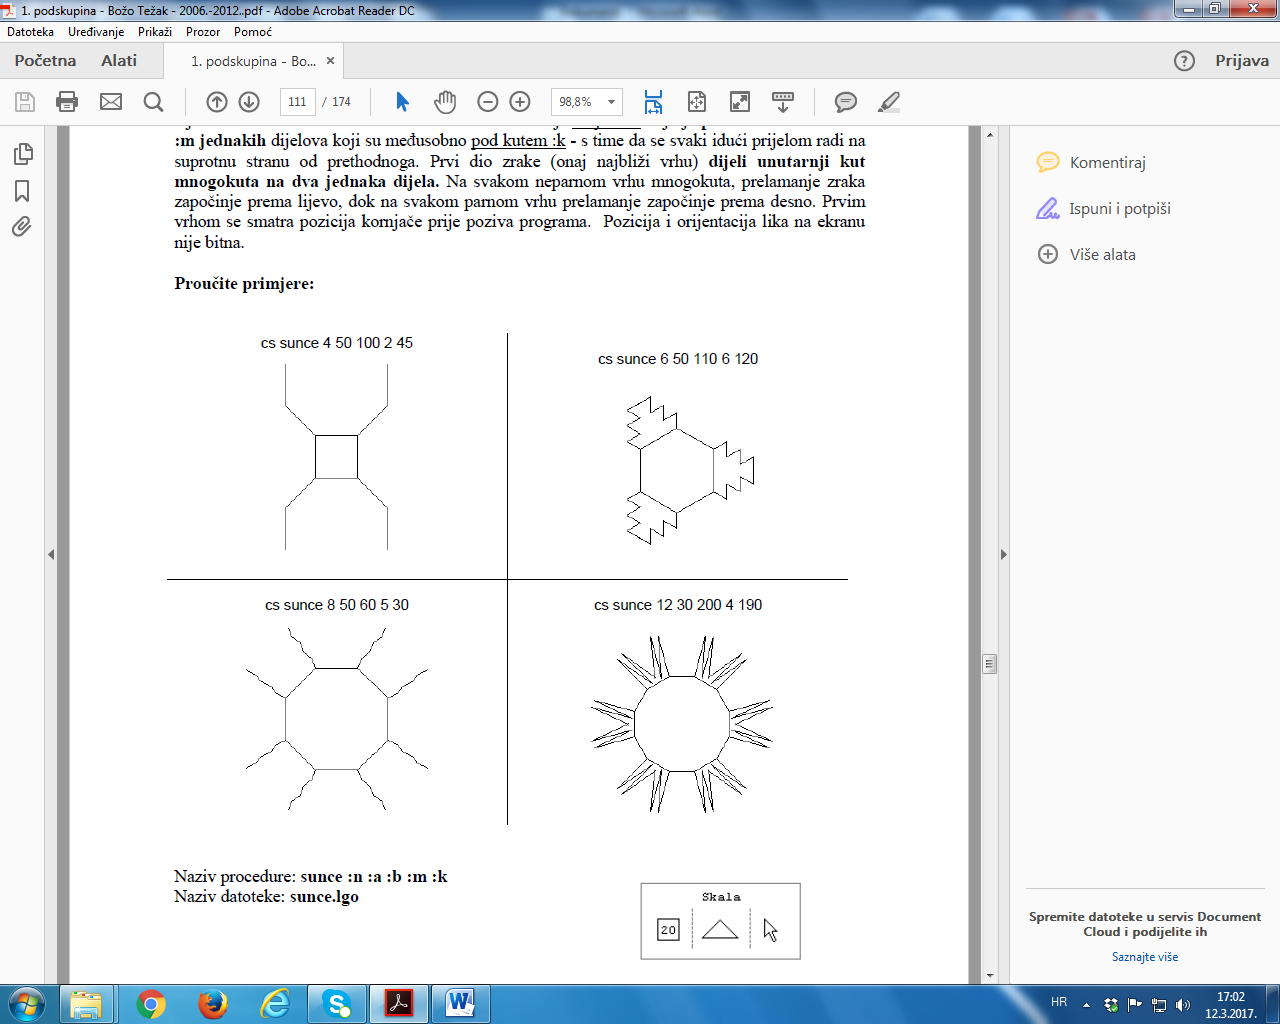 1. podskupina - Božo Težak - 2006.-2012..pdf - Adobe Acrobat Reader DC
Datoteka Uređivanje Prikaži Prozor Pomoć
Početna Alati 1. podskupina - Bo... × ? Prijava
111 / 174 98,8%
:m jednakih dijelova koji su međusobno pod kutem :k - s time da se svaki idući prijelom radi na
suprotnu stranu od prethodnoga. Prvi dio zrake (onaj najbliži vrhu) dijeli unutarnji kut
mnogokuta na dva jednaka dijela. Na svakom neparnom vrhu mnogokuta, prelamanje zraka
započinje prema lijevo, dok na svakom parnom vrhu prelamanje započinje prema desno. Prvim
vrhom se smatra pozicija kornjače prije poziva programa. Pozicija i orijentacija lika na ekranu
nije bitna.
Proučite primjere:
cs sunce 4 50 100 2 45
cs sunce 6 50 110 6 120
cs sunce 8 50 60 5 30
cs sunce 12 30 200 4 190
Naziv procedure: sunce :n :a :b :m :k
Naziv datoteke: sunce.lgo
Skala
20
Komentiraj
Ispuni i potpiši
Više alata
Spremite datoteke u servis Document
Cloud i podijelite ih
Saznajte više
HR 17:02
12.3.2017.